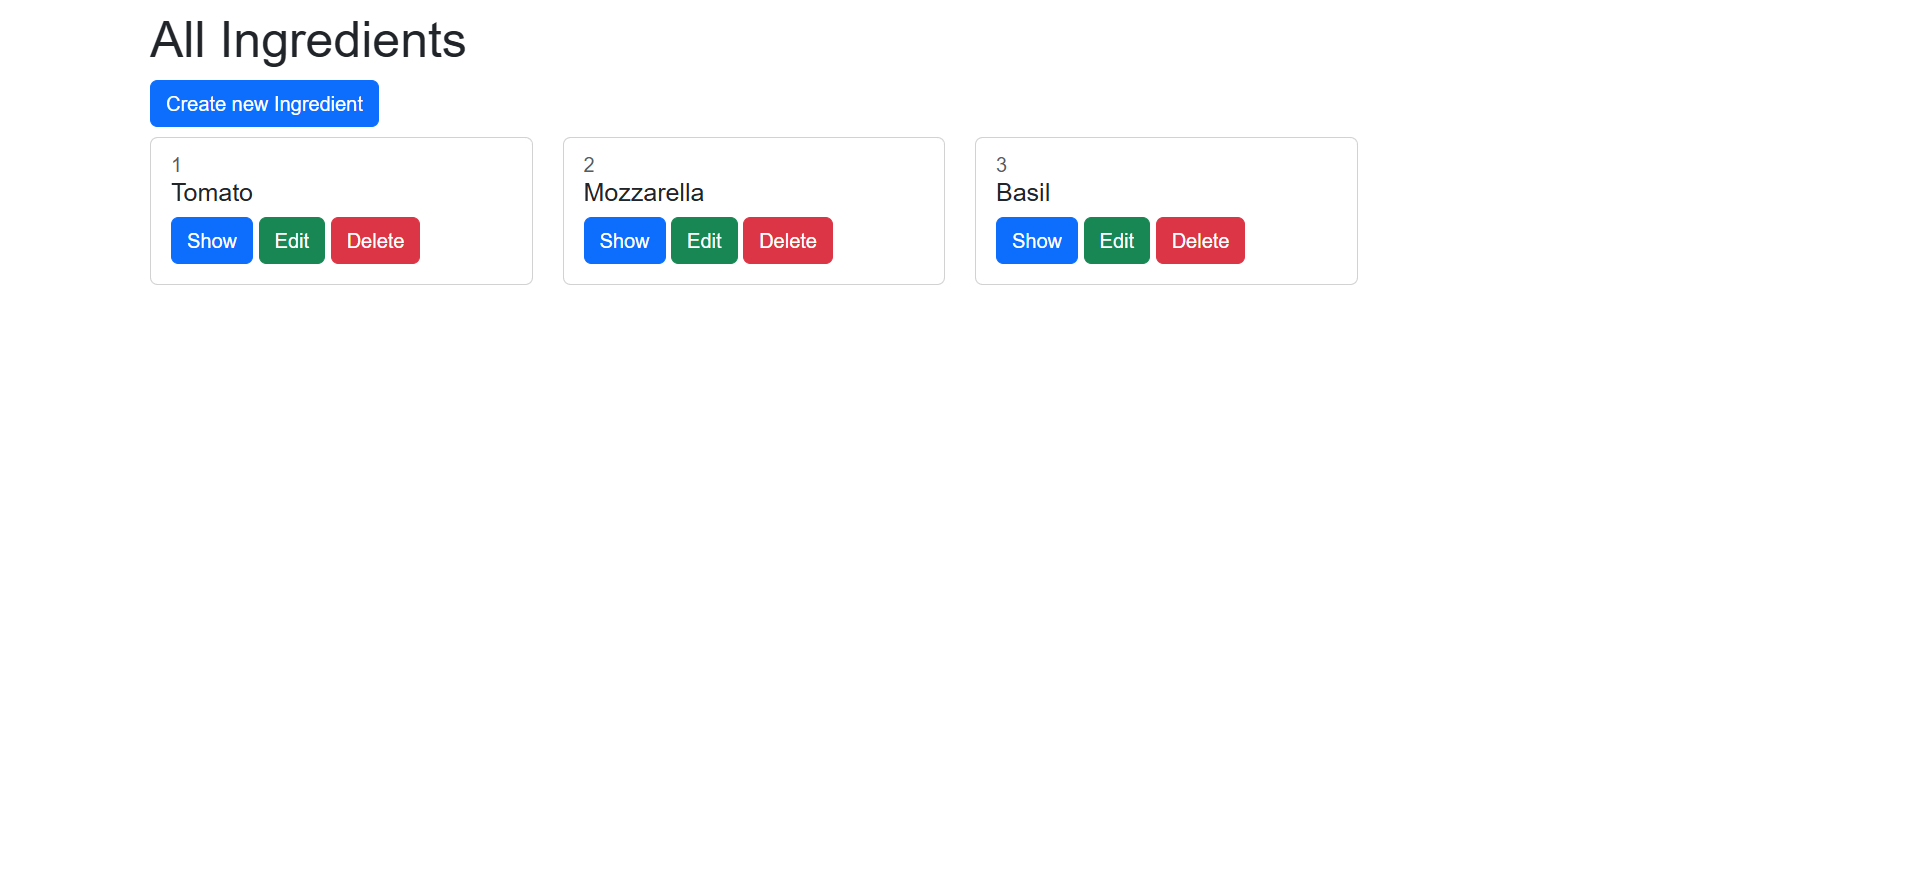 All Ingredients
Create new Ingredient
1
Tomato
Show Edit Delete
2
Mozzarella
Show Edit Delete
3
Basil
Show Edit Delete